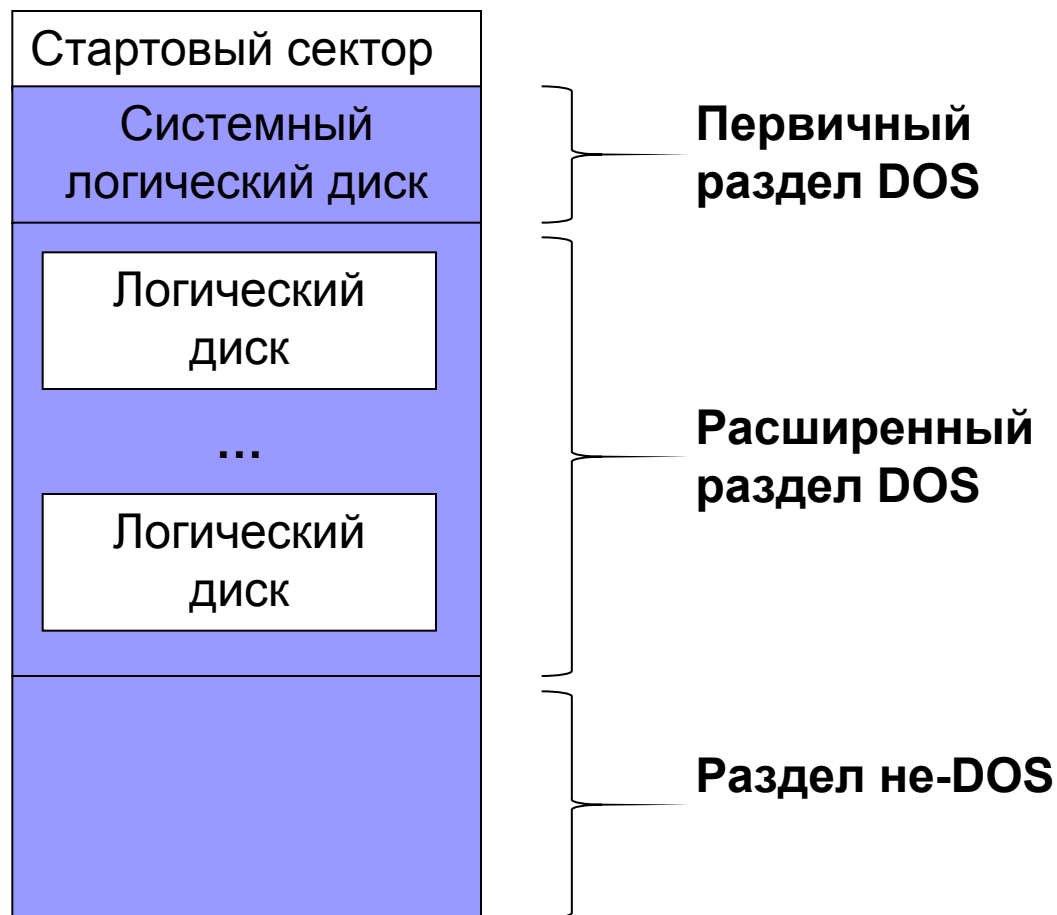 Стартовый сектор
Системный
логический диск
Первичный
раздел DOS
Логический
диск
...
Логический
диск
Расширенный
раздел DOS
Раздел не-DOS